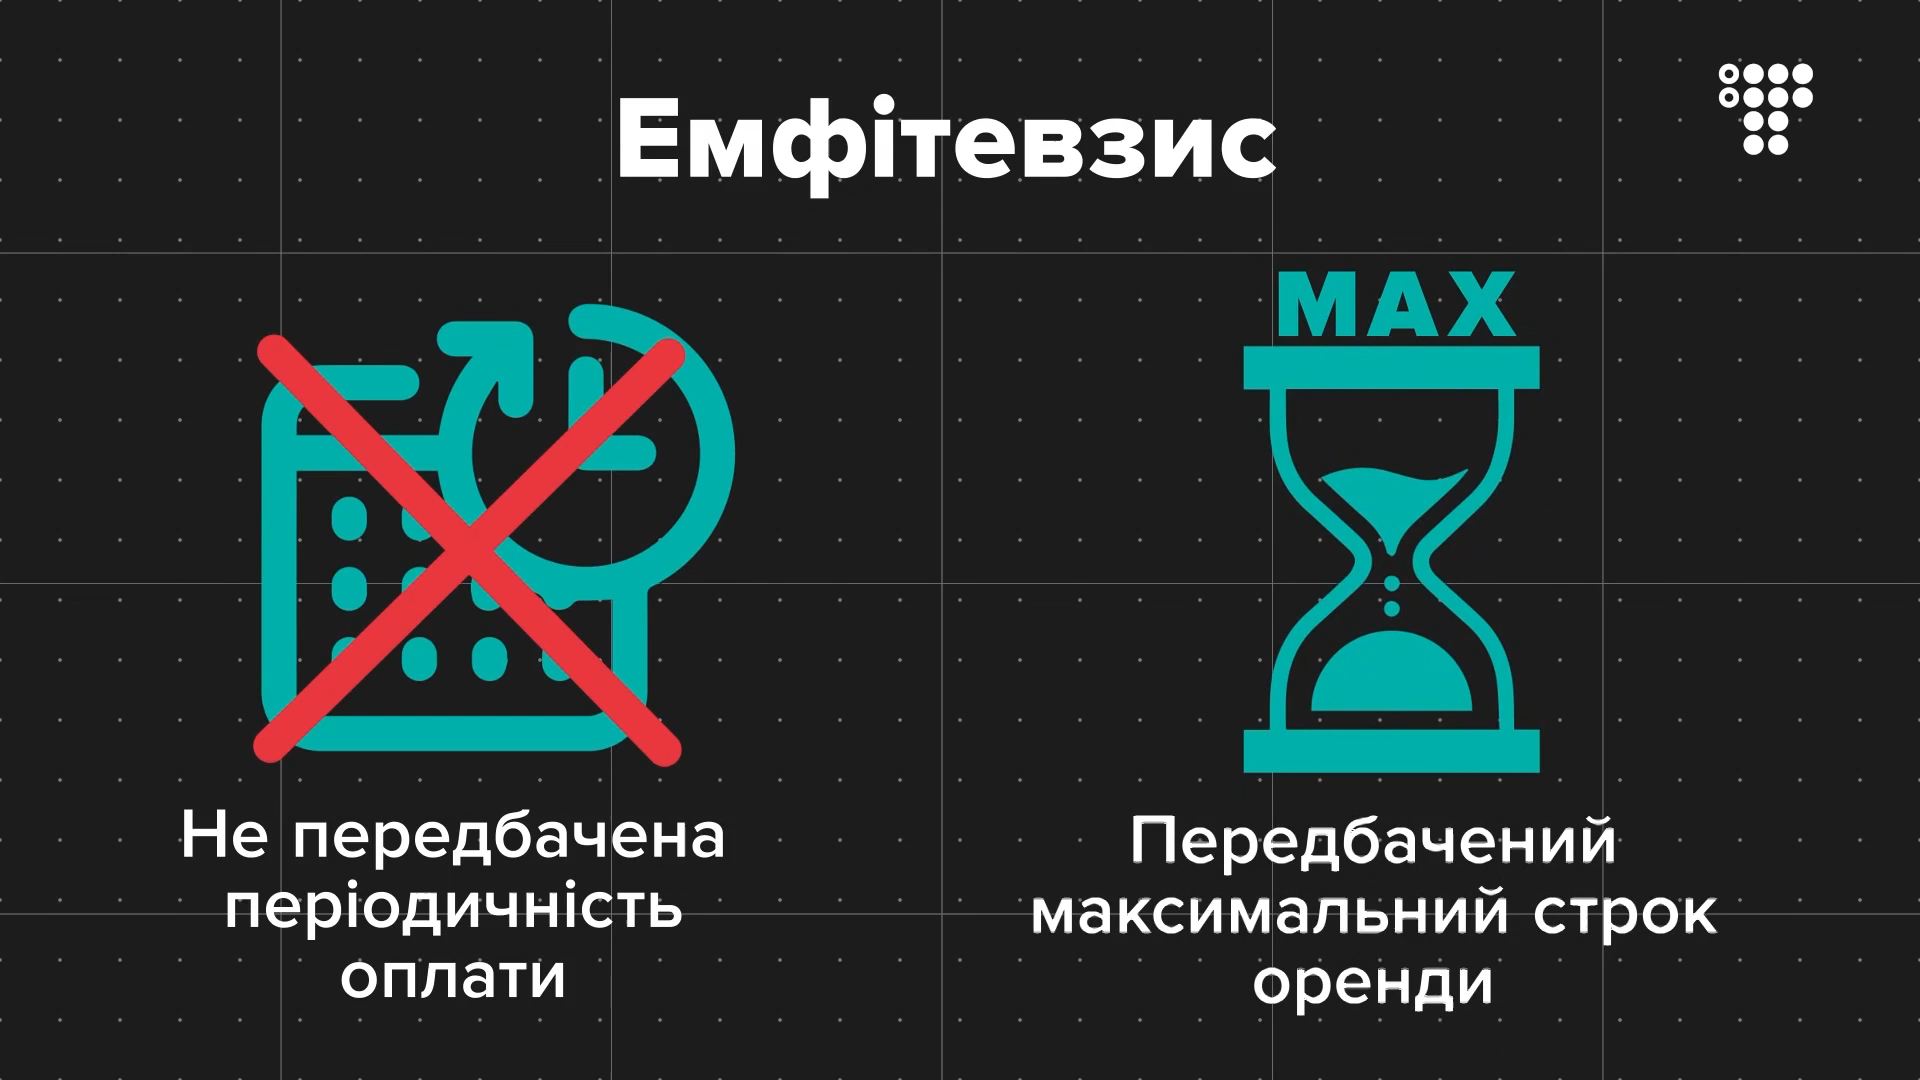 Емфітевзис
MAX
Не передбачена
періодичність
оплати
Передбачений
максимальний строк
оренди